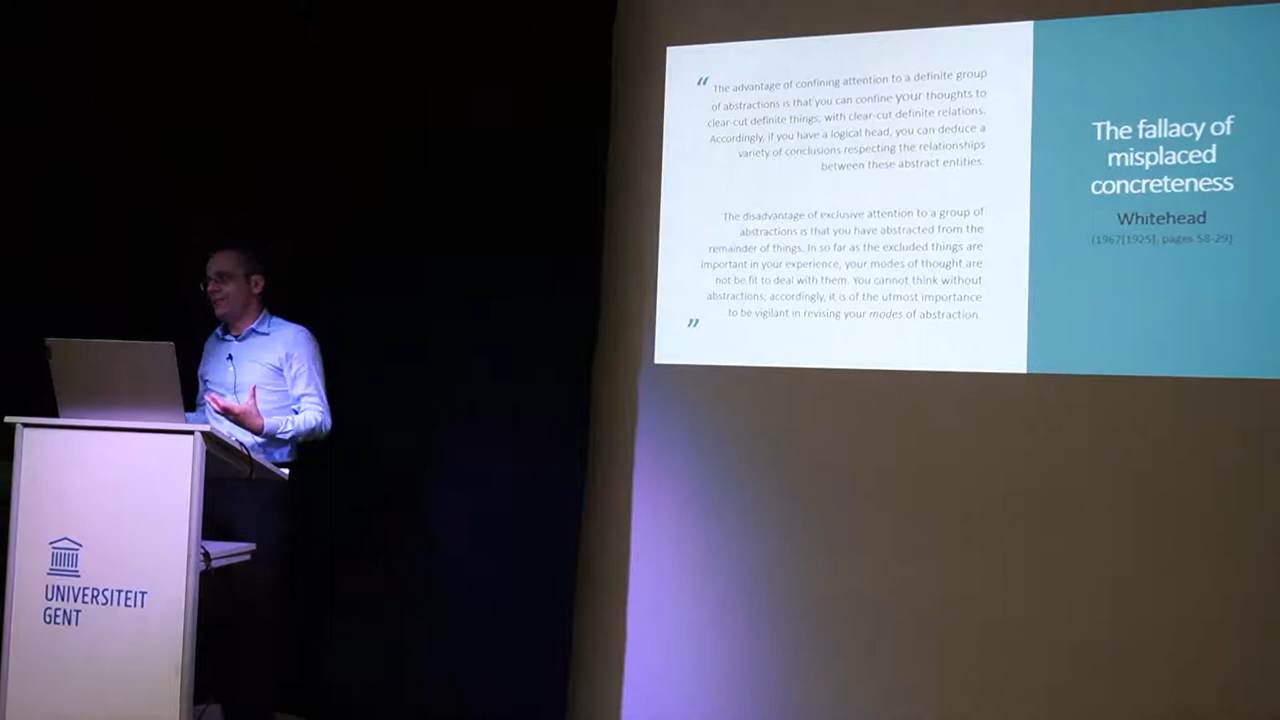 “ The advantage of confining attention to a definite group
of abstractions is that you can confine your thoughts to
clear-cut definite things, with clear-cut definite relations.
Accordingly, if you have a logical head, you can deduce a
variety of conclusions respecting the relationships
between these abstract entities.
The disadvantage of exclusive attention to a group of
abstractions is that you have abstracted from the
remainder of things. In so far as the excluded things are
important in your experience, your modes of thought are
not be fit to deal with them. You cannot think without
abstractions; accordingly, it is of the utmost importance
to be vigilant in revising your modes of abstraction.
”
The fallacy of
misplaced
concreteness
Whitehead
(1967[1925], pages 58-29)
UNIVERSITEIT
GENT